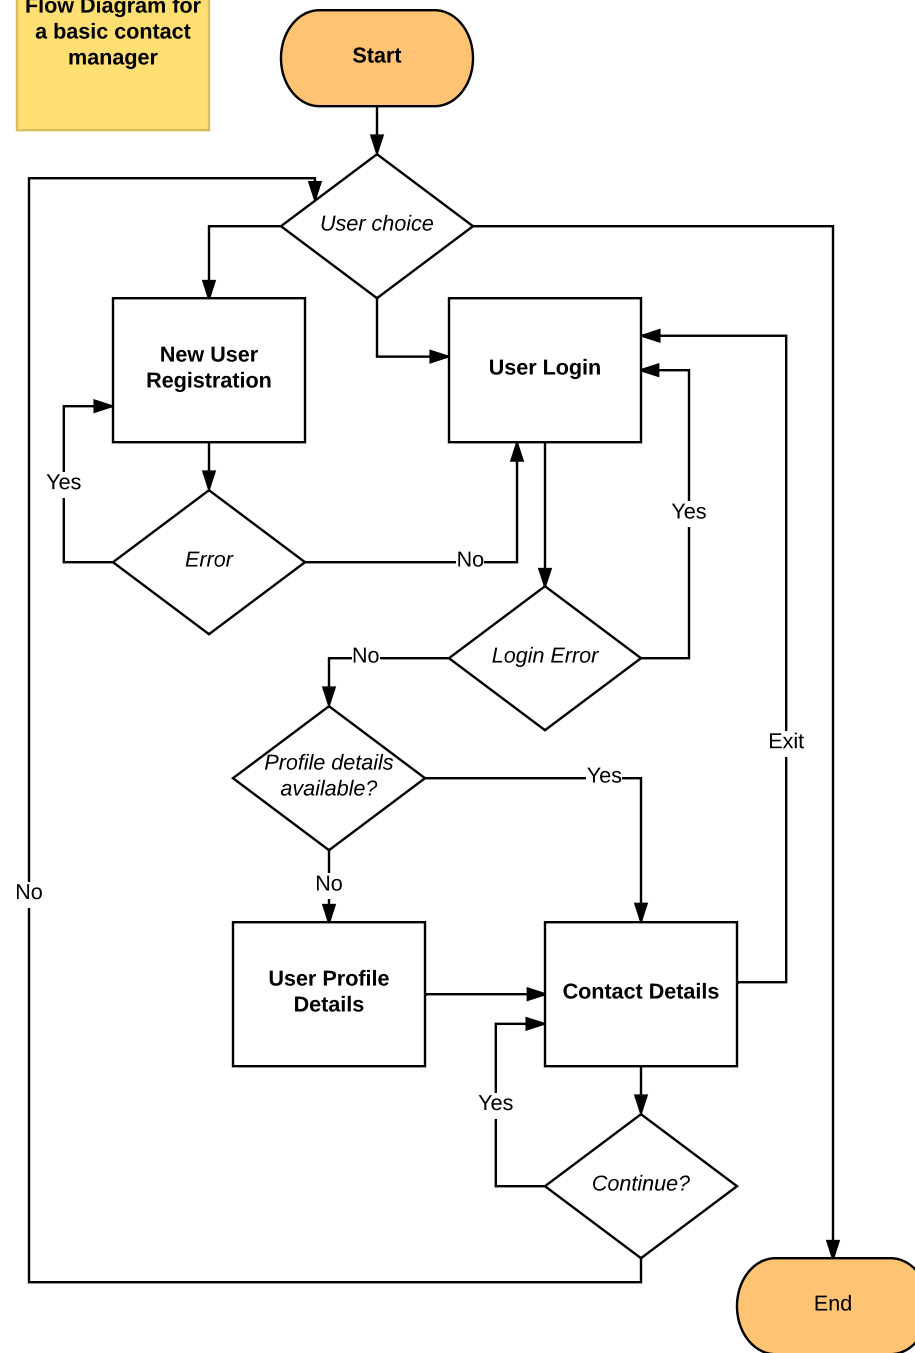 Flow Diagram for
a basic contact
manager
Start
User choice
New User
Registration
User Login
Yes
Error
No
Yes
Login Error
No
Exit
Profile details
available?
Yes
No
No
User Profile
Details
Contact Details
Yes
Continue?
End